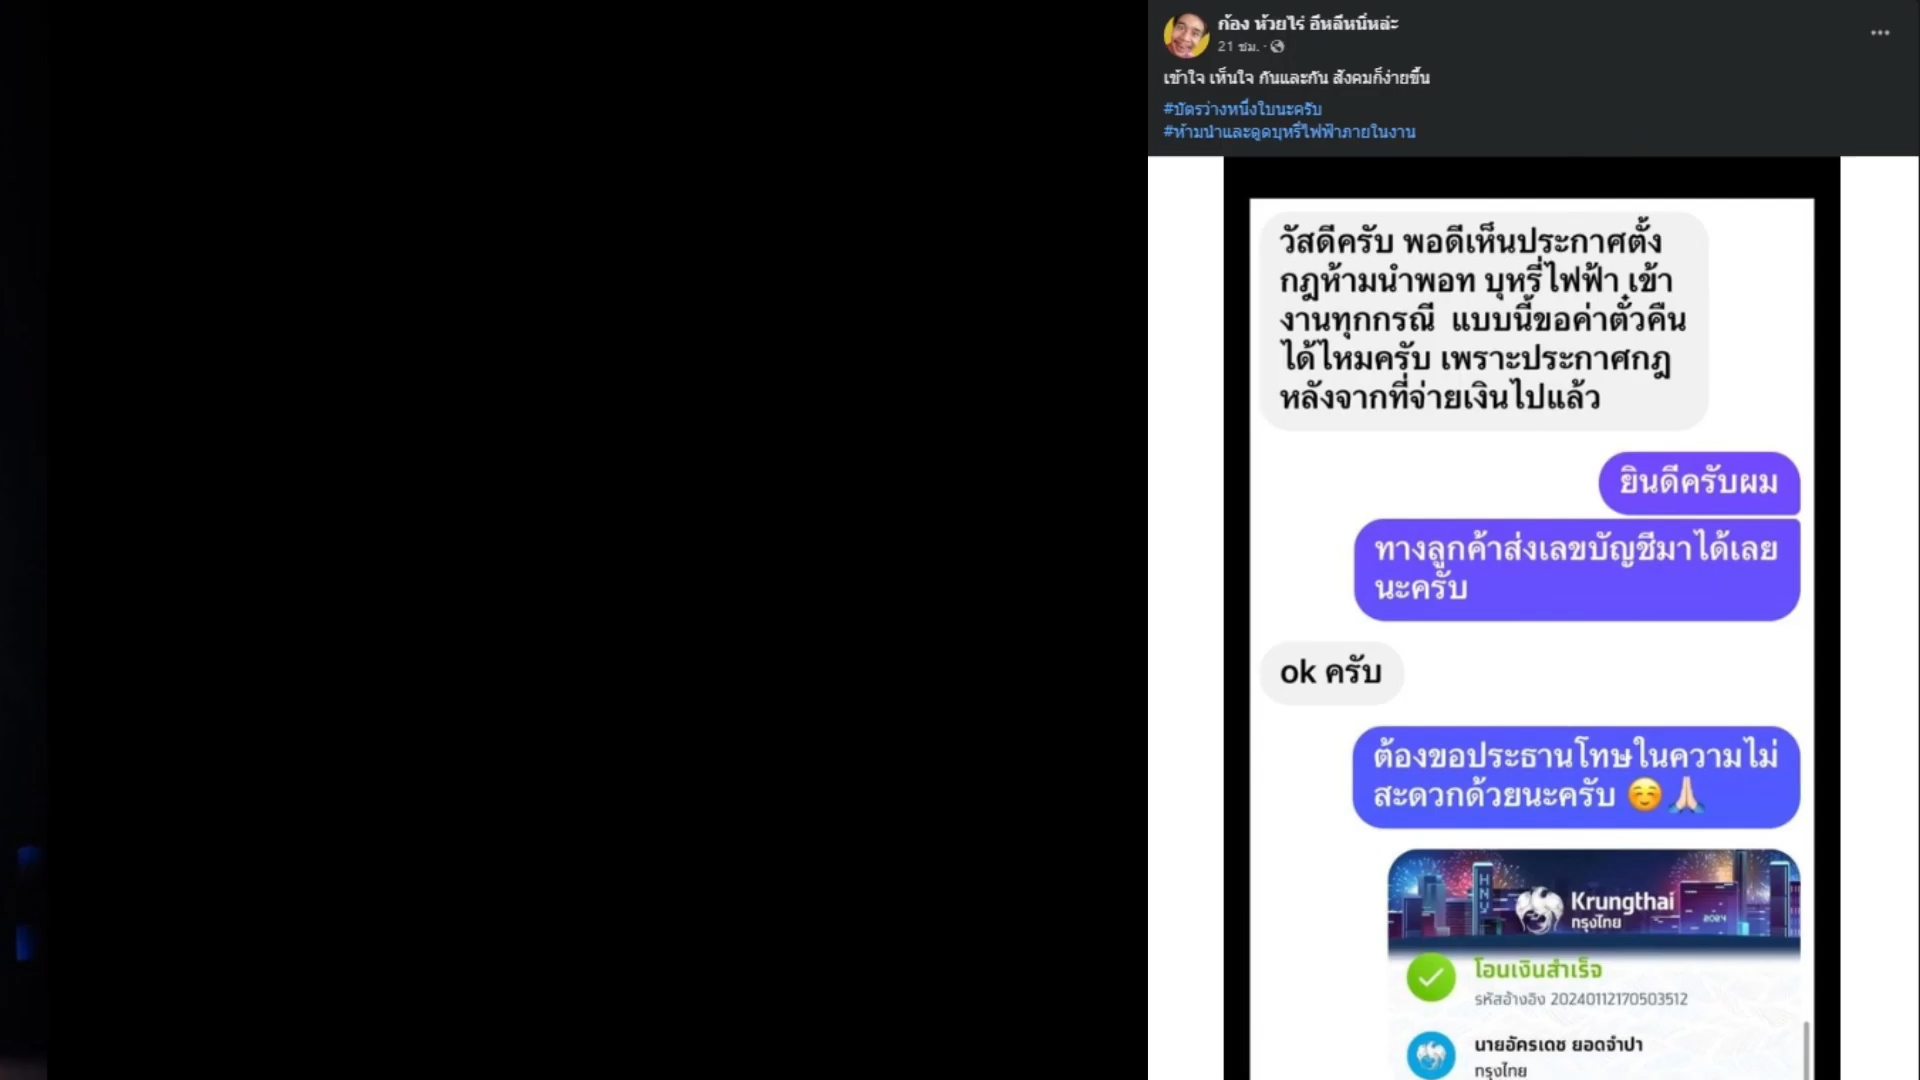 ก้อง ห้วยไร่ อีหลีหนี่หล่ะ
21 ชม.
เข้าใจ เห็นใจ กันและกัน สังคมก็ง่ายขึ้น
#บัตรว่างหนึ่งใบนะครับ
#ห้ามนำและดูดบุหรี่ไฟฟ้าภายในงาน
วัสดีครับ พอดีเห็นประกาศตั้ง
กฎห้ามนำพอท บุหรี่ไฟฟ้า เข้า
งานทุกกรณี แบบนี้ขอค่าตั๋วคืน
ได้ไหมครับ เพราะประกาศกฎ
หลังจากที่จ่ายเงินไปแล้ว
ยินดีครับผม
ทางลูกค้าส่งเลขบัญชีมาได้เลย
นะครับ
ok ครับ
ต้องขอประธานโทษในความไม่
สะดวกด้วยนะครับ ☺️🙏🏻
HNY
Krungthai
กรุงไทย
2024
โอนเงินสำเร็จ
รหัสอ้างอิง 20240112170503512
นายอัครเดช ยอดจำปา
กรุงไทย